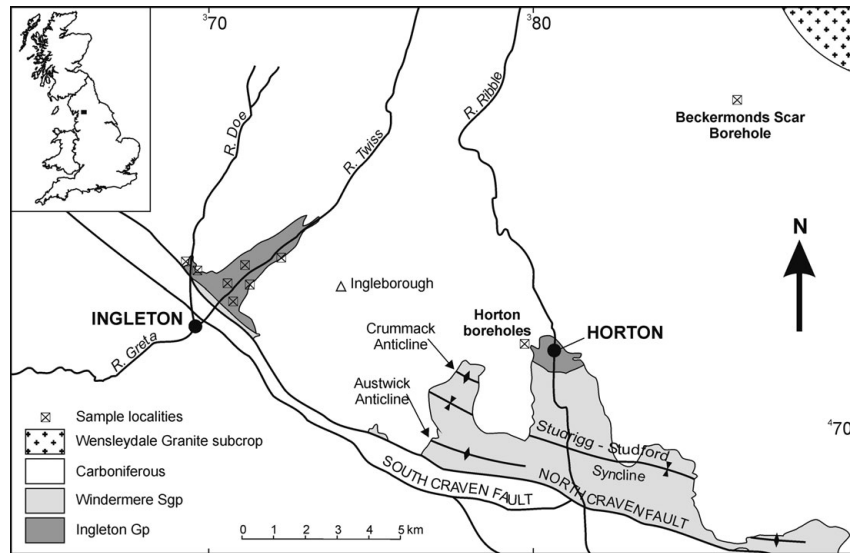 ³70
³80
R. Doe
R. Twiss
R. Ribble
Beckermonds Scar
Borehole
N
Ingleborough
INGLETON
Horton
boreholes
HORTON
Crummack
Anticline
R. Greta
Austwick
Anticline
Sample localities
Wensleydale Granite subcrop
Carboniferous
Windermere Sgp
Ingleton Gp
⁴70
Studrigg - Studford
Syncline
SOUTH CRAVEN FAULT
NORTH CRAVEN FAULT
0 1 2 3 4 5 km